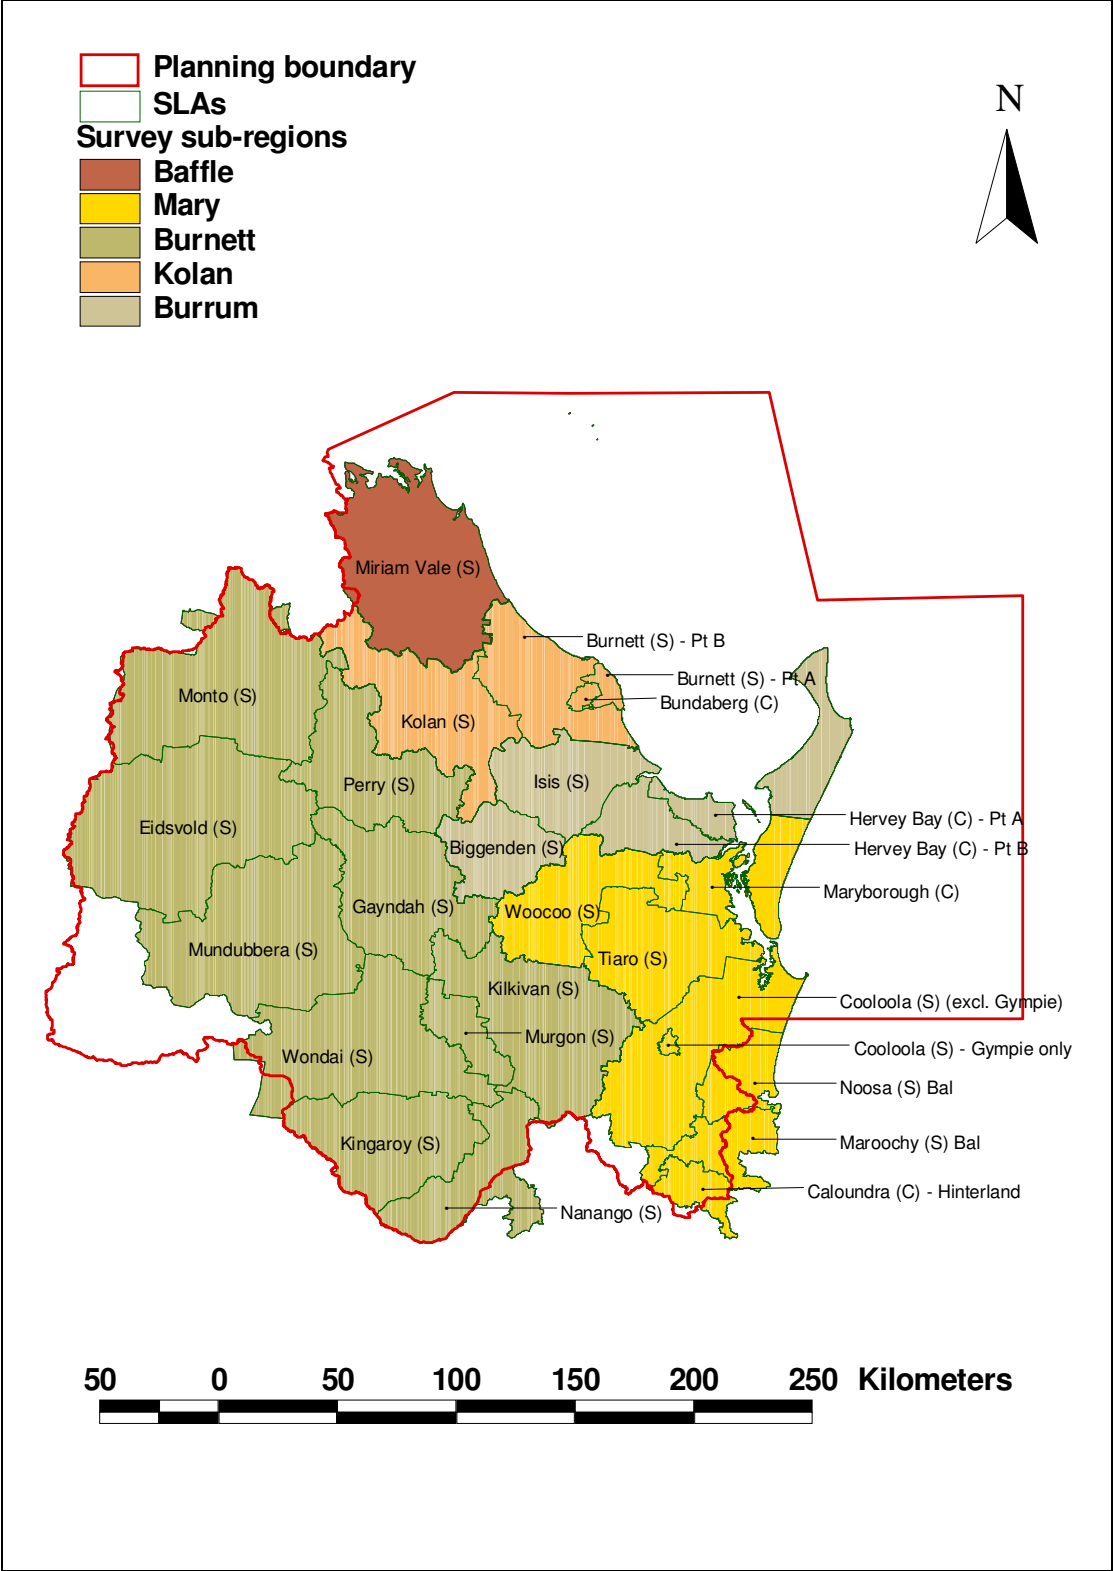 Planning boundary
SLAs
Survey sub-regions
Baffle
Mary
Burnett
Kolan
Burrum
N
Miriam Vale (S)
Burnett (S) - Pt B
Burnett (S) - Pt A
Bundaberg (C)
Monto (S)
Kolan (S)
Perry (S)
Isis (S)
Eidsvold (S)
Hervey Bay (C) - Pt A
Biggenden (S)
Hervey Bay (C) - Pt B
Maryborough (C)
Gayndah (S)
Woocoo (S)
Mundubbera (S)
Tiaro (S)
Kilkivan (S)
Cooloola (S) (excl. Gympie)
Murgon (S)
Wondai (S)
Cooloola (S) - Gympie only
Noosa (S) Bal
Kingaroy (S)
Maroochy (S) Bal
Caloundra (C) - Hinterland
Nanango (S)
50 0 50 100 150 200 250 Kilometers